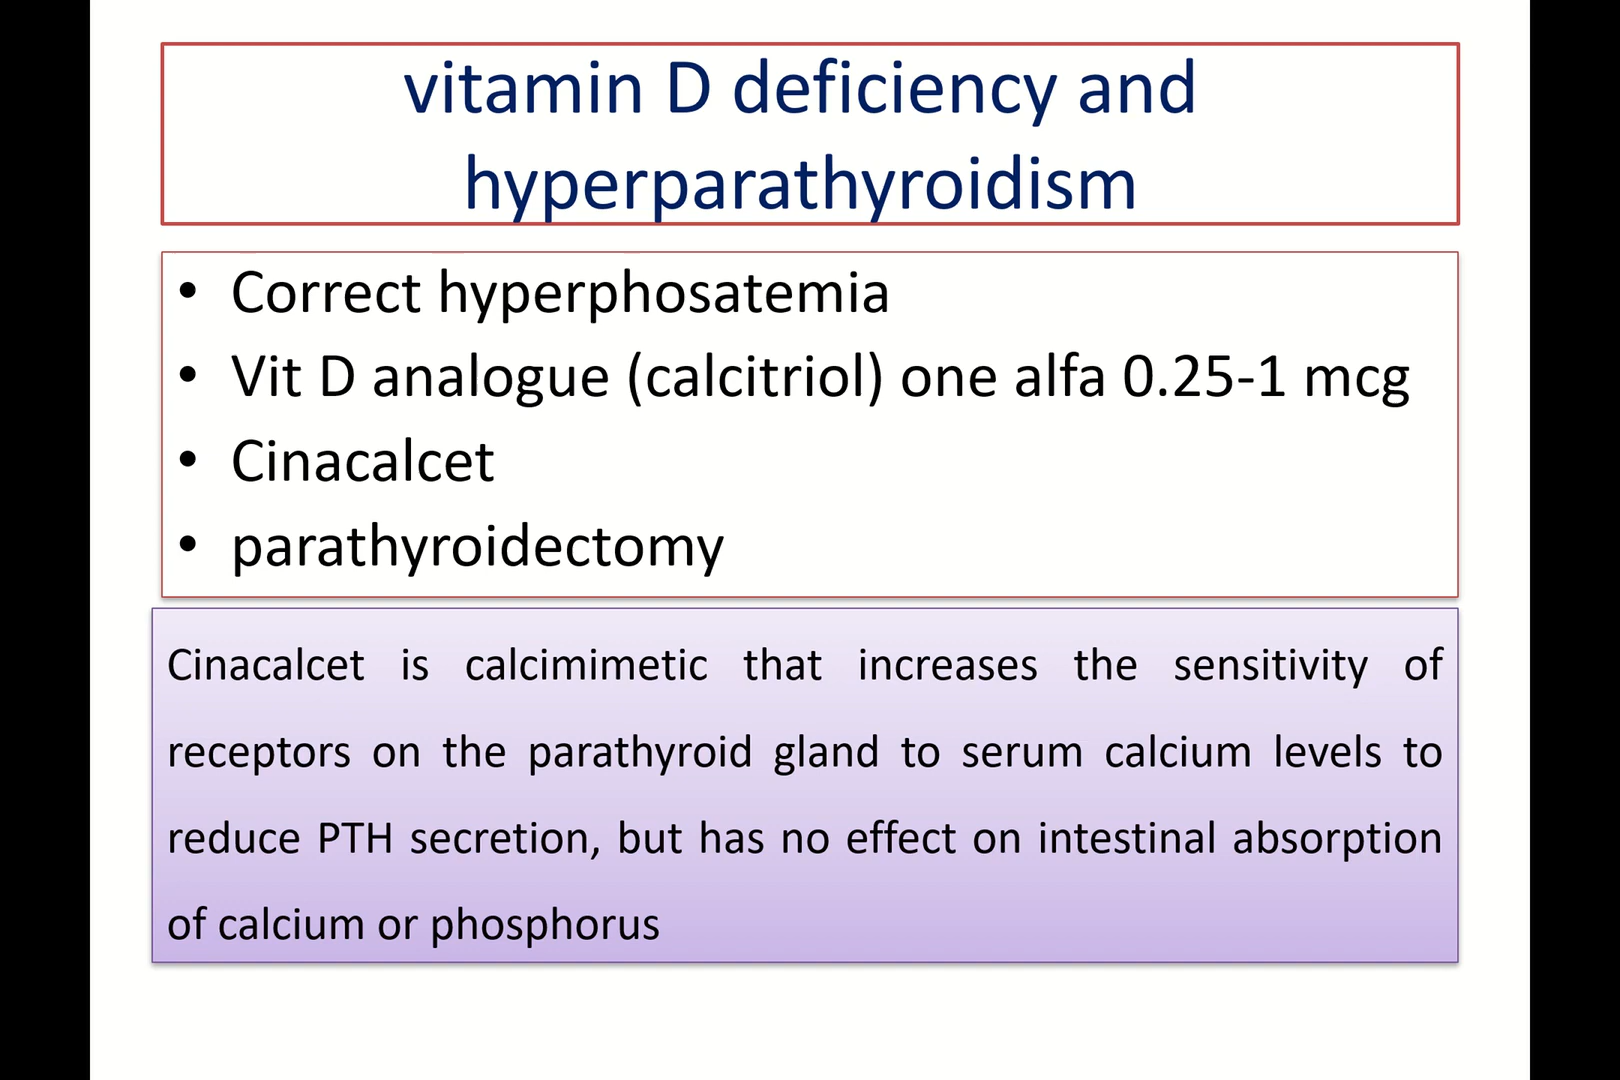 vitamin D deficiency and
hyperparathyroidism
• Correct hyperphosatemia
• Vit D analogue (calcitriol) one alfa 0.25-1 mcg
• Cinacalcet
• parathyroidectomy
Cinacalcet is calcimimetic that increases the sensitivity of
receptors on the parathyroid gland to serum calcium levels to
reduce PTH secretion, but has no effect on intestinal absorption
of calcium or phosphorus